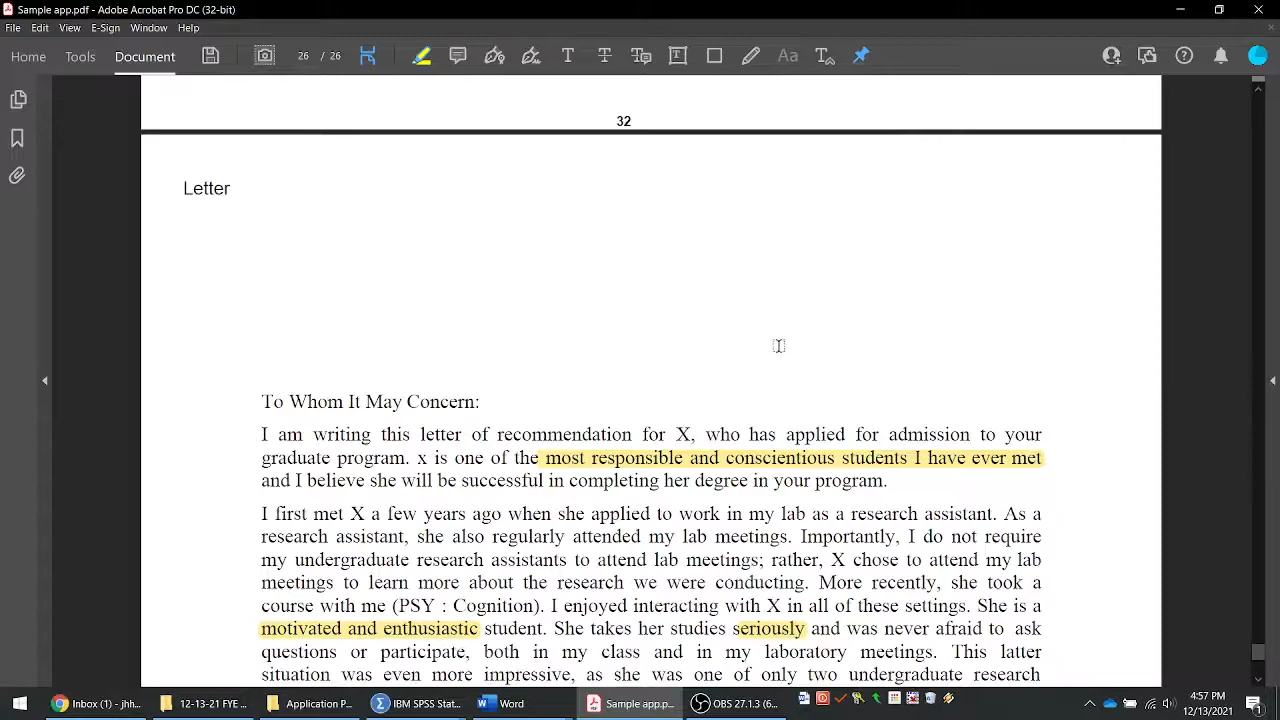 Sample app.pdf - Adobe Acrobat Pro DC (32-bit)
File Edit View E-Sign Window Help
Home Tools Document 26 / 26
32
Letter
To Whom It May Concern:
I am writing this letter of recommendation for X, who has applied for admission to your
graduate program. x is one of the most responsible and conscientious students I have ever met
and I believe she will be successful in completing her degree in your program.
I first met X a few years ago when she applied to work in my lab as a research assistant. As a
research assistant, she also regularly attended my lab meetings. Importantly, I do not require
my undergraduate research assistants to attend lab meetings; rather, X chose to attend my lab
meetings to learn more about the research we were conducting. More recently, she took a
course with me (PSY : Cognition). I enjoyed interacting with X in all of these settings. She is a
motivated and enthusiastic student. She takes her studies seriously and was never afraid to ask
questions or participate, both in my class and in my laboratory meetings. This latter
situation was even more impressive, as she was one of only two undergraduate research
Inbox (1) - jhih... 12-13-21 FYE ... Application P... IBM SPSS Stat... Word Sample app.p... OBS 27.1.3 (6... 4:57 PM
12/13/2021